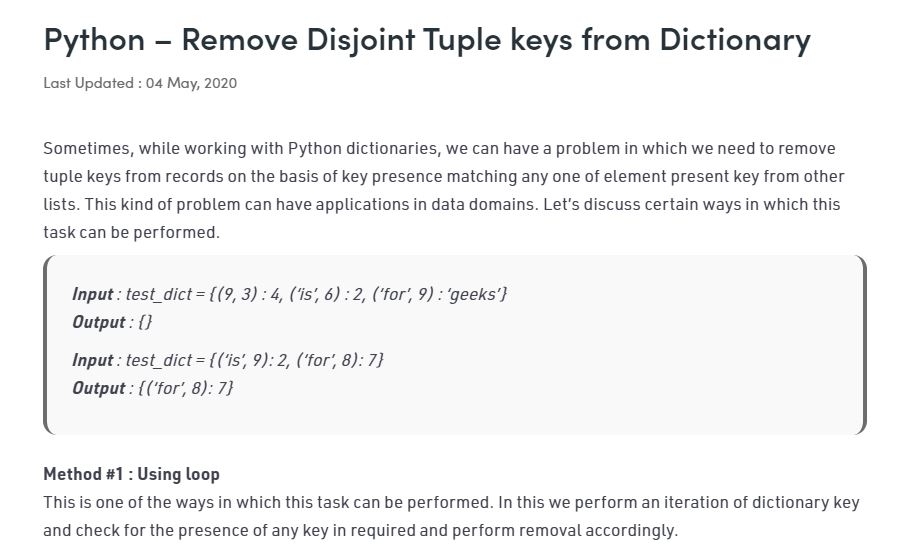 Python – Remove Disjoint Tuple keys from Dictionary
Last Updated : 04 May, 2020
Sometimes, while working with Python dictionaries, we can have a problem in which we need to remove
tuple keys from records on the basis of key presence matching any one of element present key from other
lists. This kind of problem can have applications in data domains. Let’s discuss certain ways in which this
task can be performed.
Input : test_dict = {(9, 3) : 4, (‘is’, 6) : 2, (‘for’, 9) : ‘geeks’}
Output : {}
Input : test_dict = {(‘is’, 9): 2, (‘for’, 8): 7}
Output : {(‘for’, 8): 7}
Method #1 : Using loop
This is one of the ways in which this task can be performed. In this we perform an iteration of dictionary key
and check for the presence of any key in required and perform removal accordingly.